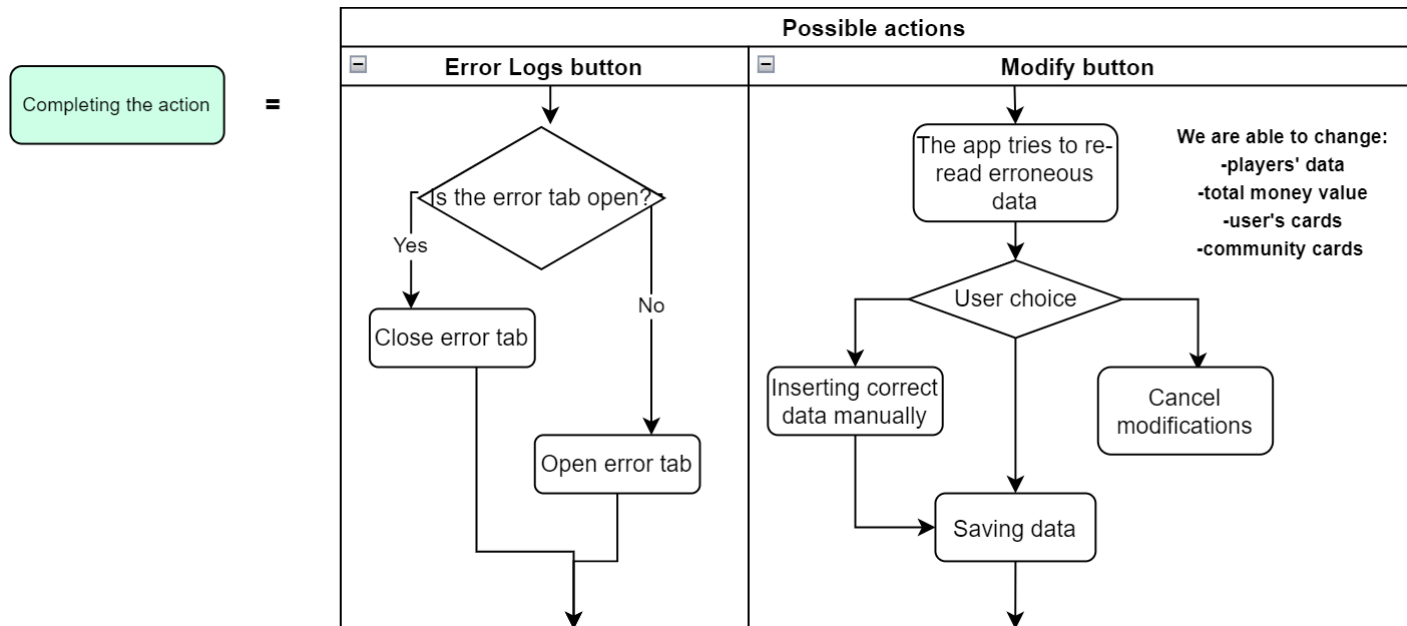 Possible actions
Completing the action
=
Error Logs button
Modify button
Is the error tab open?
Yes
No
Close error tab
Open error tab
The app tries to re-
read erroneous
data
We are able to change:
-players' data
-total money value
-user's cards
-community cards
User choice
Inserting correct
data manually
Cancel
modifications
Saving data